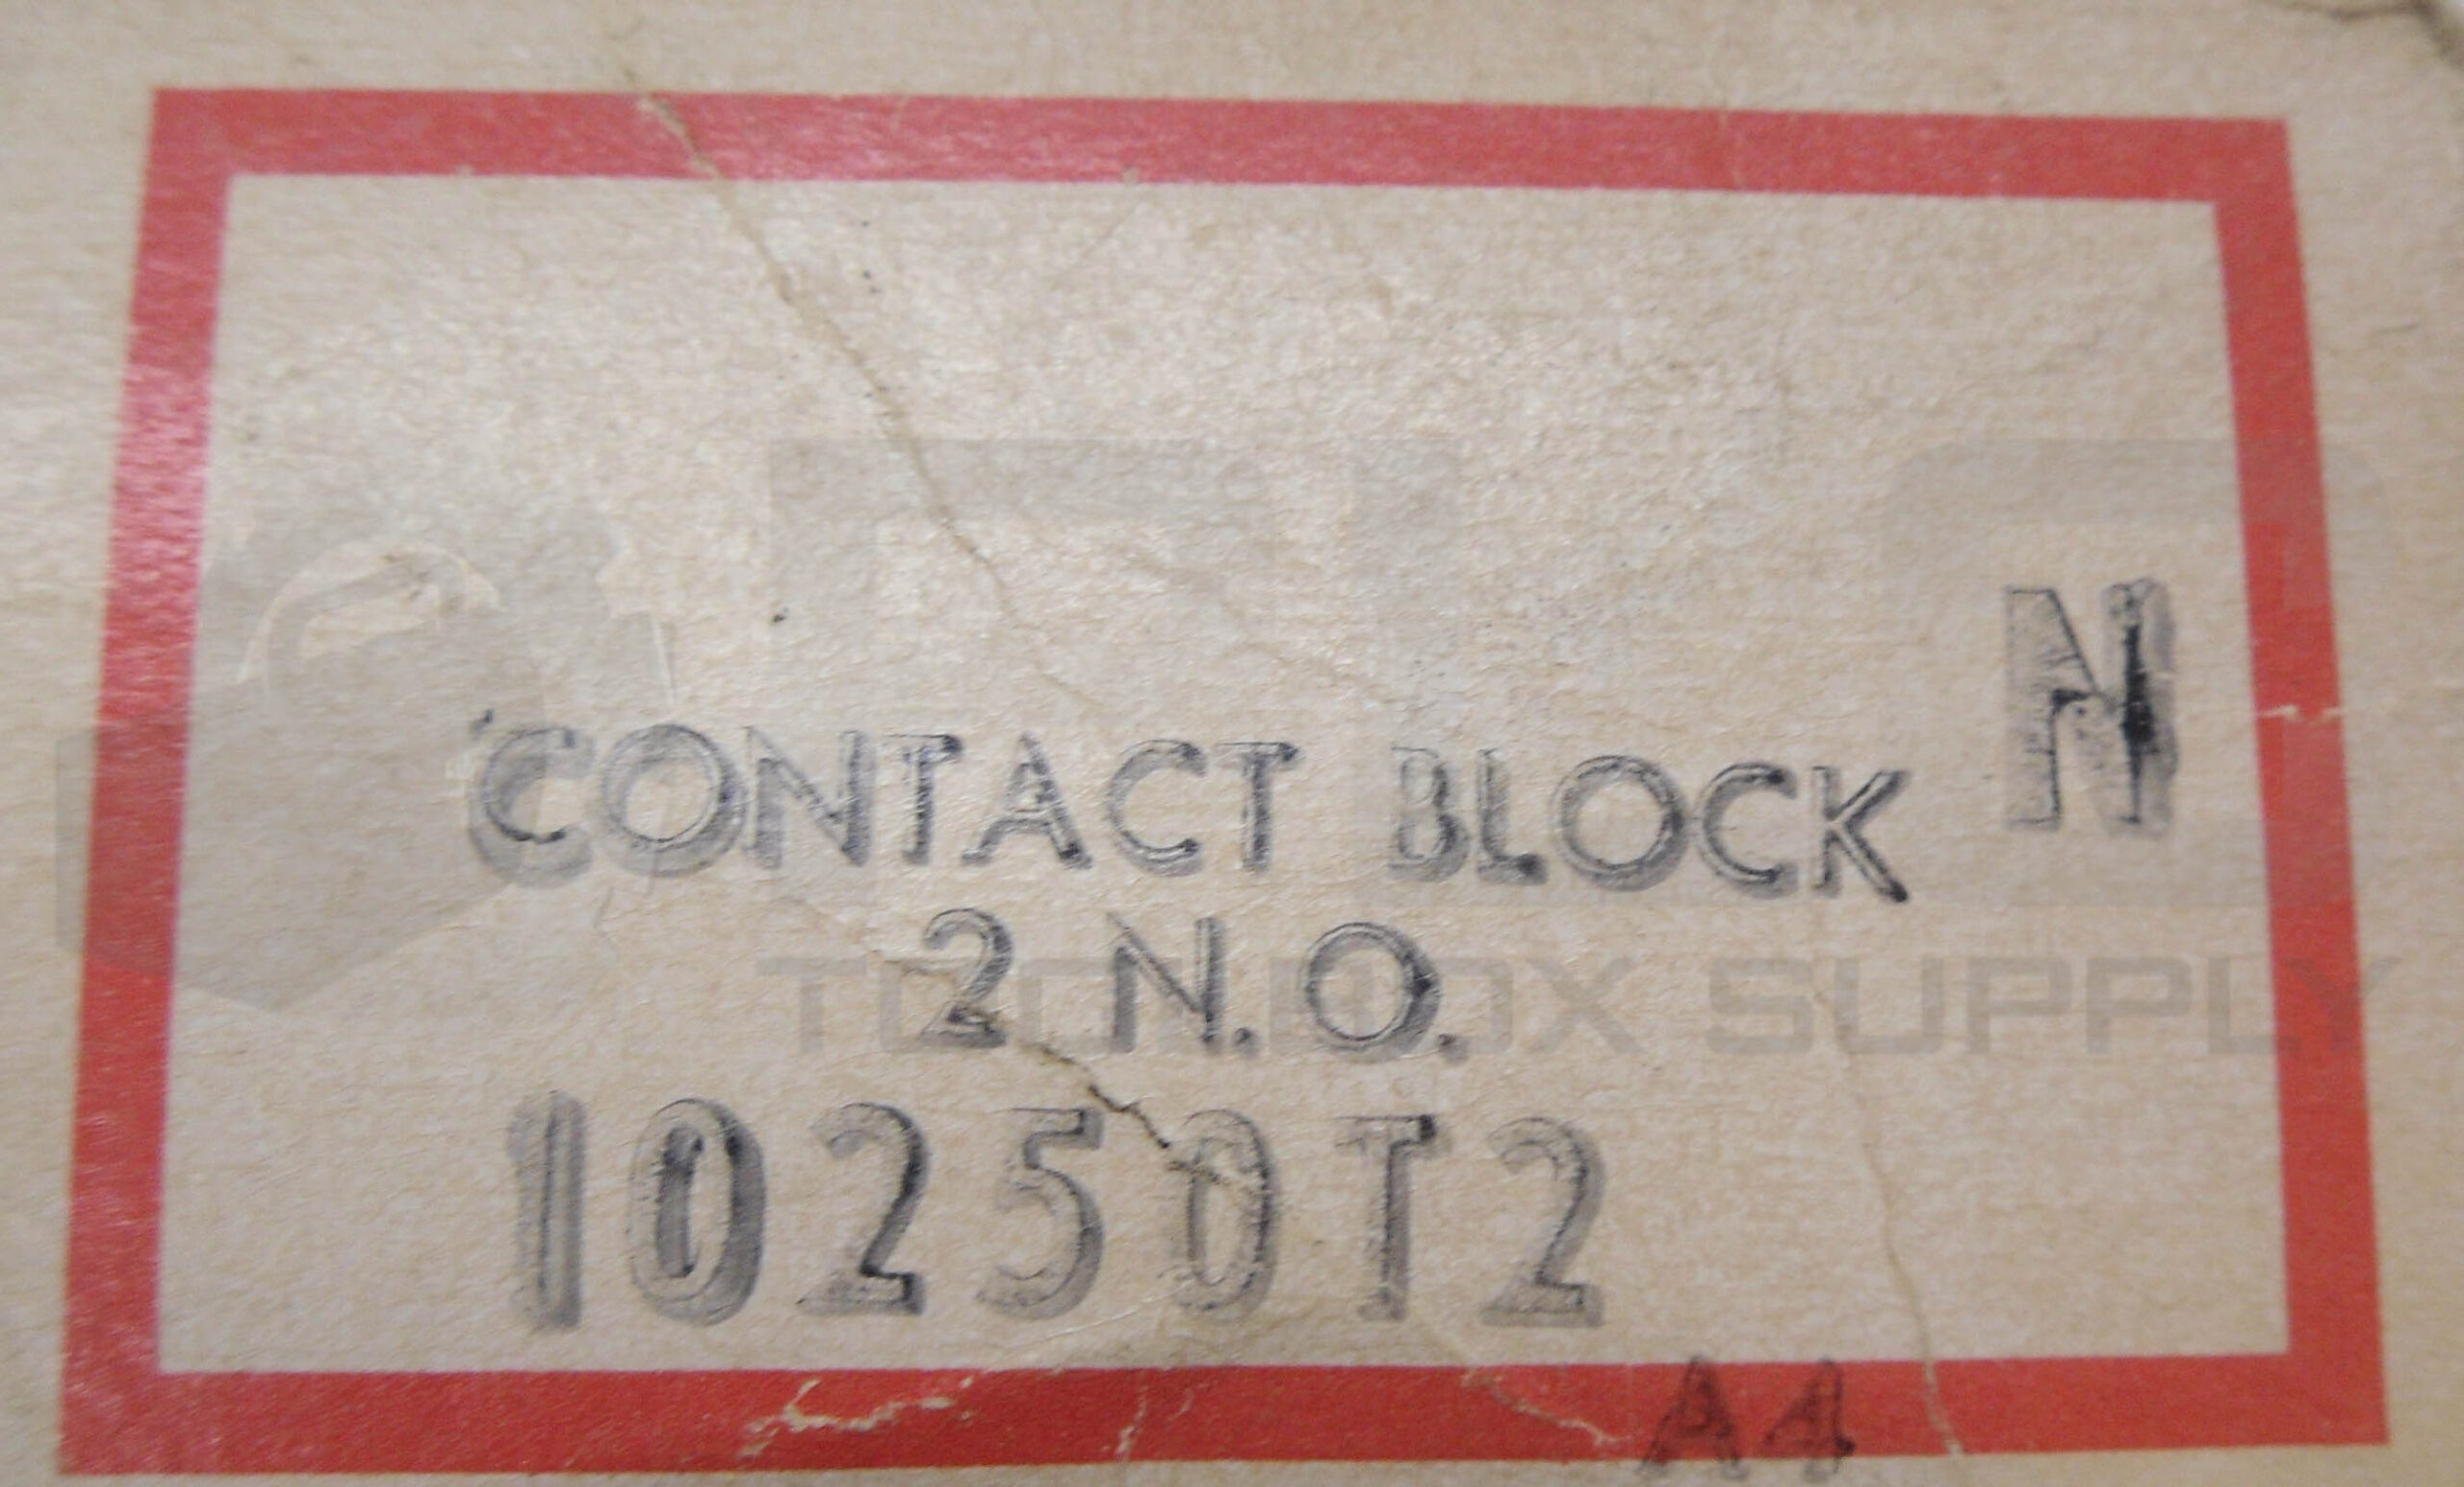 N
CONTACT BLOCK
2 N.O.
TOOLBOX SUPPLY
10250T2
A4